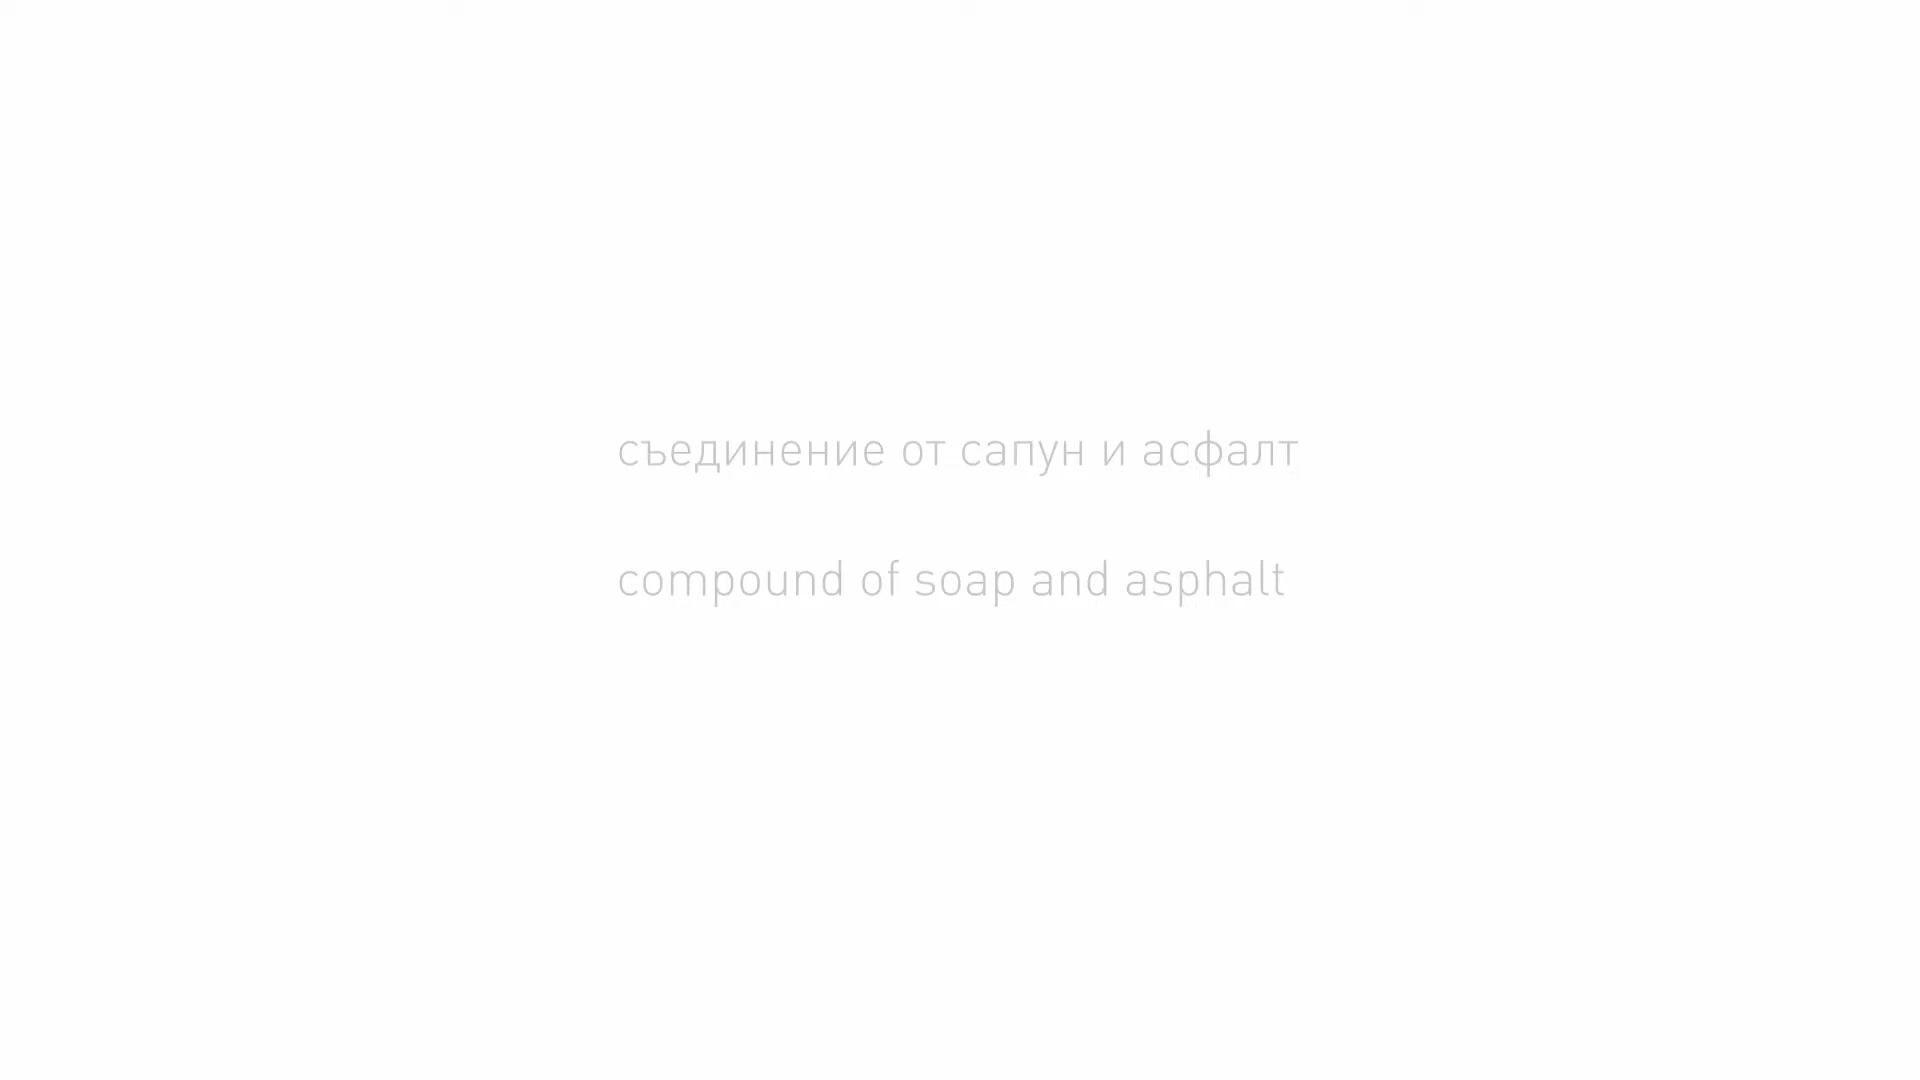 съединение от сапун и асфалт
compound of soap and asphalt